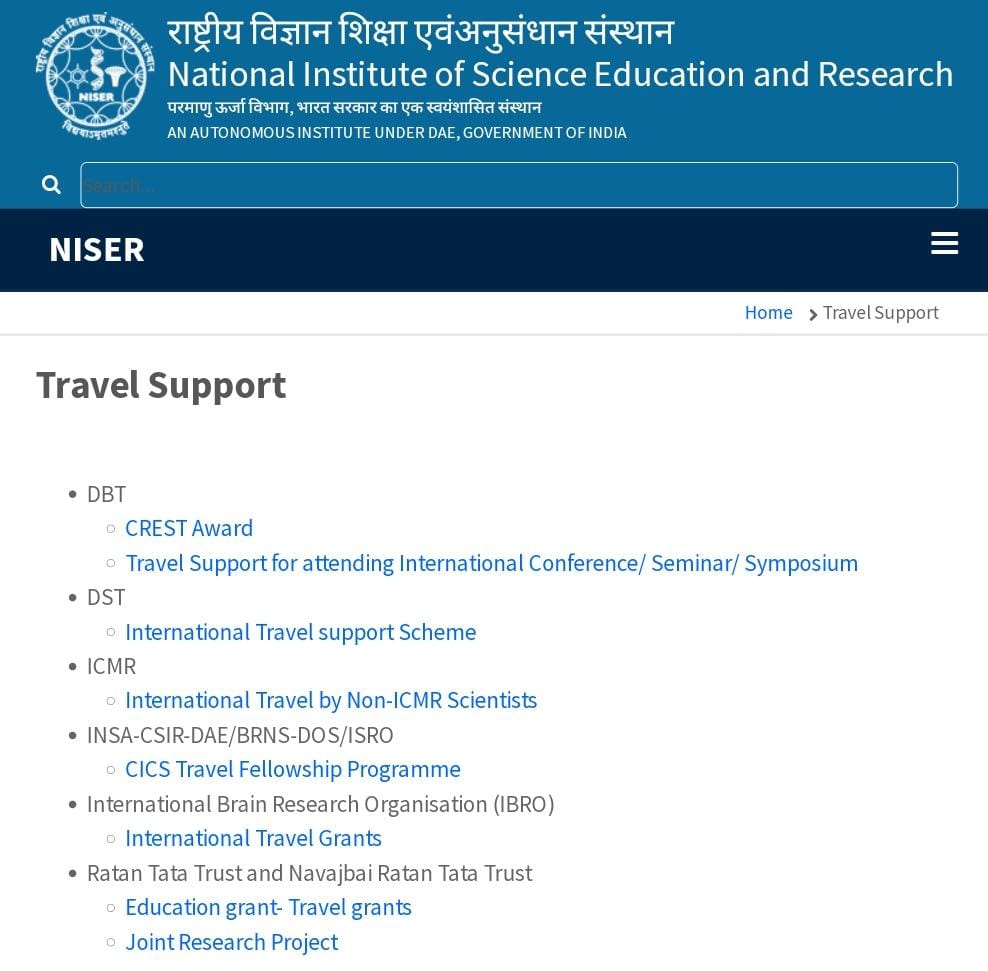 राष्ट्रीय विज्ञान शिक्षा एवं अनुसंधान संस्थान
NISER
विद्ययाऽमृतमश्नुते
राष्ट्रीय विज्ञान शिक्षा एवंअनुसंधान संस्थान
National Institute of Science Education and Research
परमाणु ऊर्जा विभाग, भारत सरकार का एक स्वयंशासित संस्थान
AN AUTONOMOUS INSTITUTE UNDER DAE, GOVERNMENT OF INDIA
Search...
NISER
Home Travel Support
Travel Support
• DBT
○ CREST Award
○ Travel Support for attending International Conference/ Seminar/ Symposium
• DST
○ International Travel support Scheme
• ICMR
○ International Travel by Non-ICMR Scientists
• INSA-CSIR-DAE/BRNS-DOS/ISRO
○ CICS Travel Fellowship Programme
• International Brain Research Organisation (IBRO)
○ International Travel Grants
• Ratan Tata Trust and Navajbai Ratan Tata Trust
○ Education grant- Travel grants
○ Joint Research Project